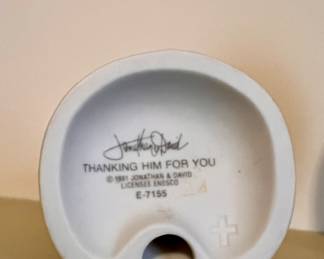 Jonathan & David
THANKING HIM FOR YOU
© 1981 JONATHAN & DAVID
LICENSEE ENESCO
E-7155